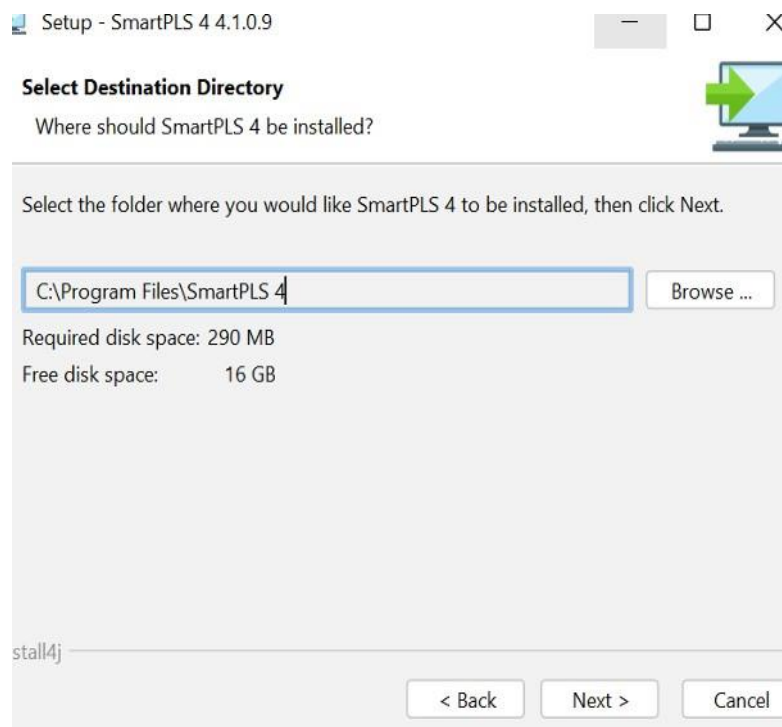 Setup - SmartPLS 4 4.1.0.9
Select Destination Directory
Where should SmartPLS 4 be installed?
Select the folder where you would like SmartPLS 4 to be installed, then click Next.
C:\Program Files\SmartPLS 4
Browse ...
Required disk space: 290 MB
Free disk space: 16 GB
stall4j
< Back Next > Cancel